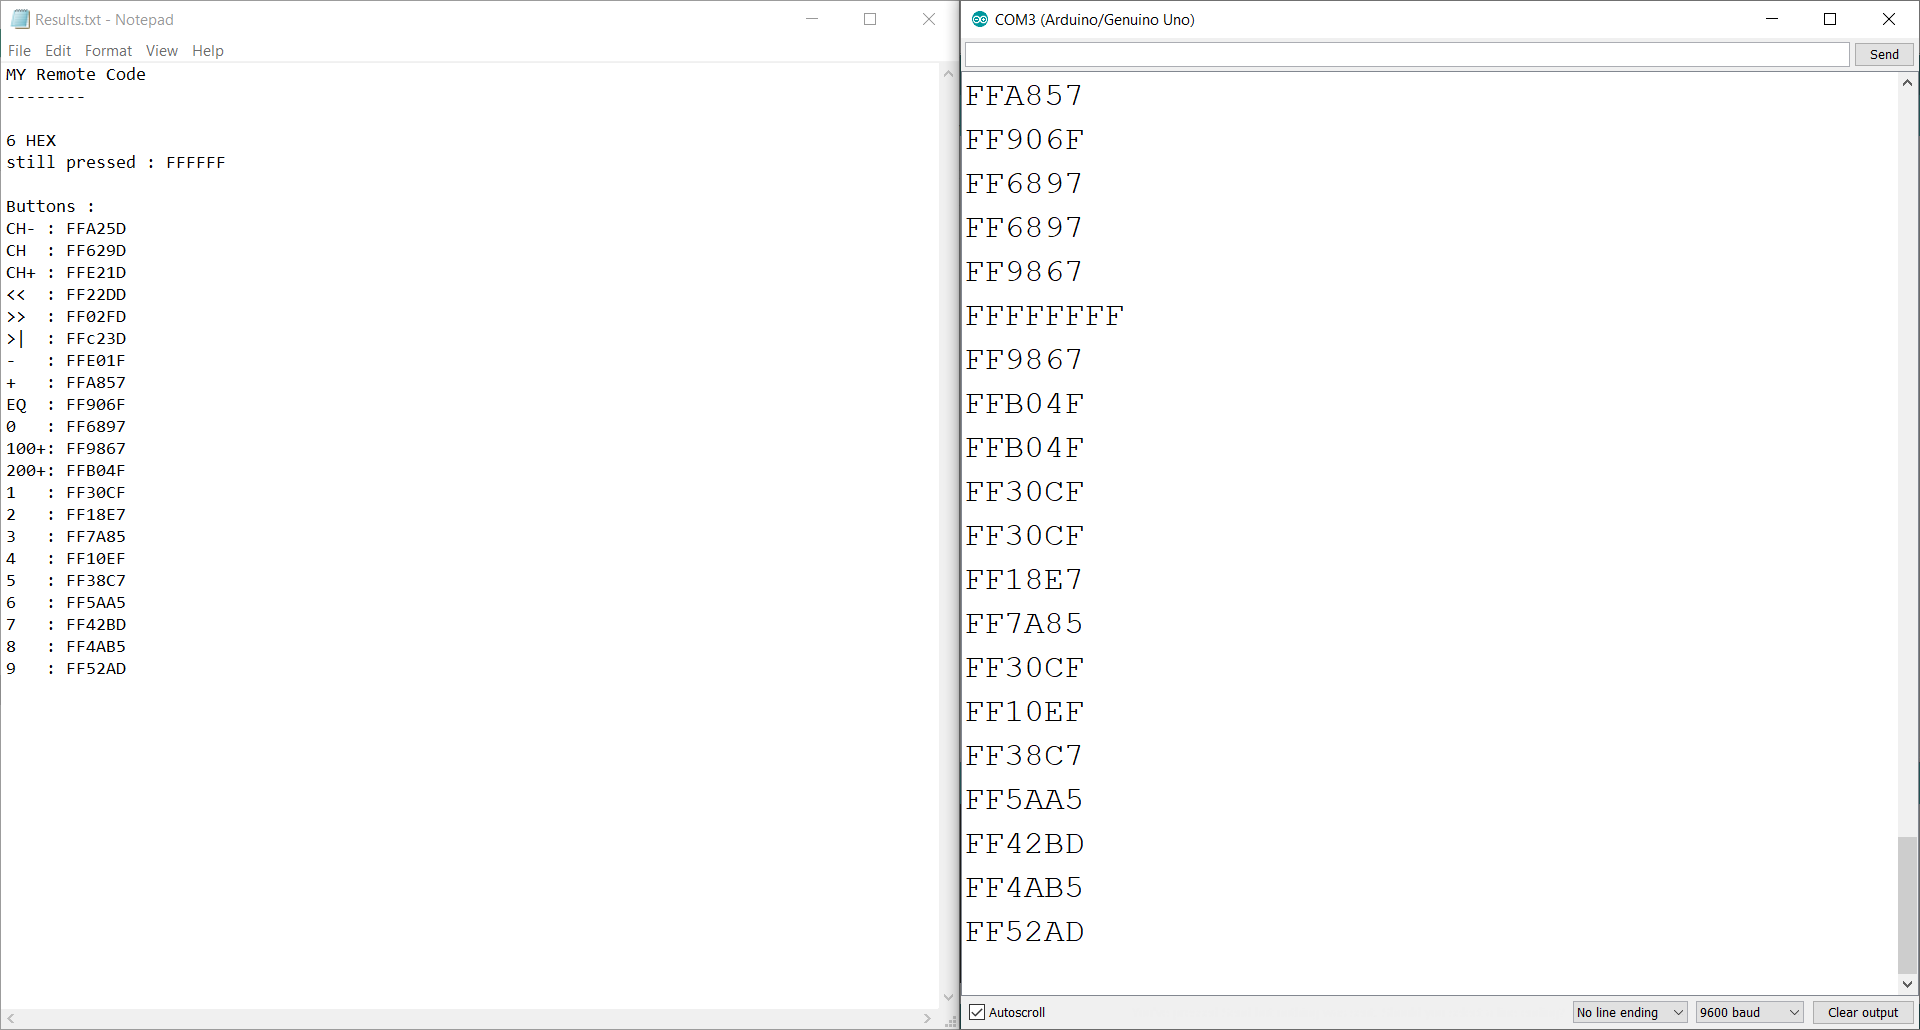 Results.txt - Notepad
File Edit Format View Help
MY Remote Code
--------
6 HEX
still pressed : FFFFFF
Buttons :
CH- : FFA25D
CH  : FF629D
CH+ : FFE21D
<<  : FF22DD
>>  : FF02FD
>|  : FFc23D
-   : FFE01F
+   : FFA857
EQ  : FF906F
0   : FF6897
100+: FF9867
200+: FFB04F
1   : FF30CF
2   : FF18E7
3   : FF7A85
4   : FF10EF
5   : FF38C7
6   : FF5AA5
7   : FF42BD
8   : FF4AB5
9   : FF52AD
COM3 (Arduino/Genuino Uno)
Send
FFA857
FF906F
FF6897
FF6897
FF9867
FFFFFFFF
FF9867
FFB04F
FFB04F
FF30CF
FF30CF
FF18E7
FF7A85
FF30CF
FF10EF
FF38C7
FF5AA5
FF42BD
FF4AB5
FF52AD
Autoscroll
No line ending
9600 baud
Clear output